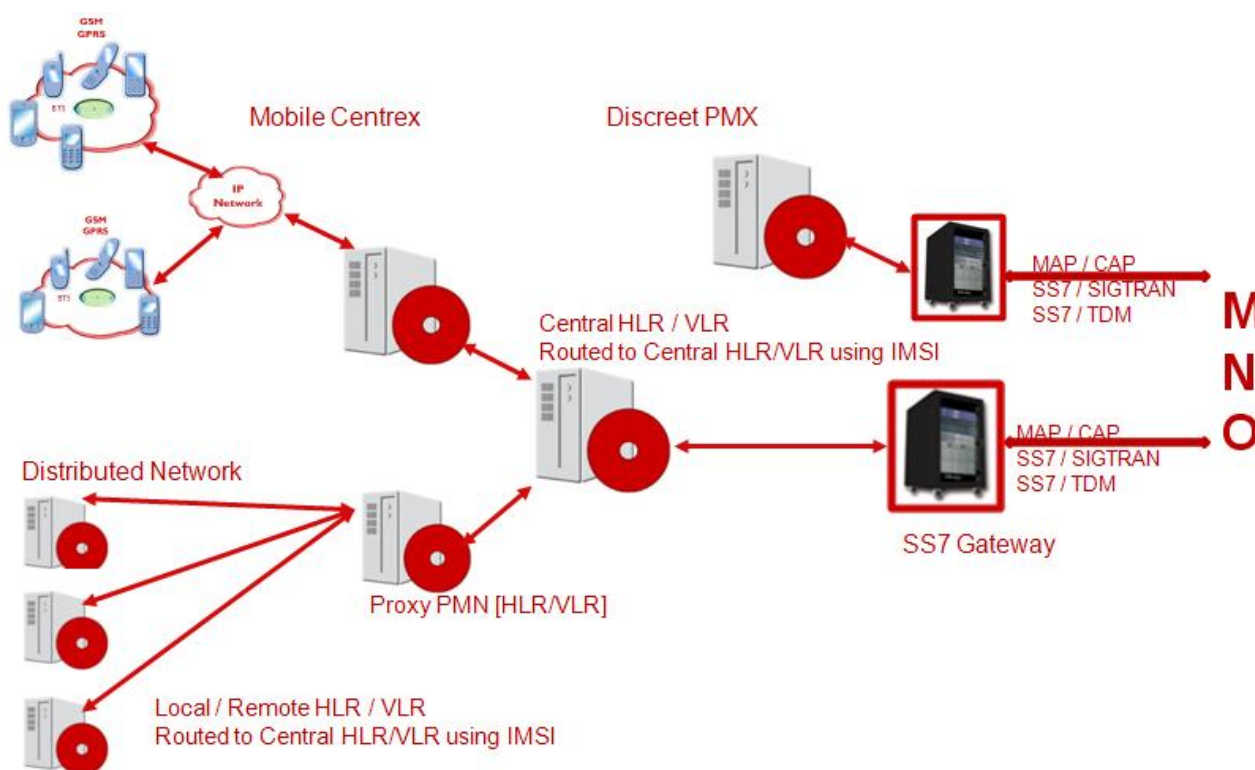 GSM
GPRS
BTS
Mobile Centrex
Discreet PMX
IP
Network
GSM
GPRS
BTS
MAP / CAP
SS7 / SIGTRAN
SS7 / TDM
Central HLR / VLR
Routed to Central HLR/VLR using IMSI
M
N
O
MAP / CAP
SS7 / SIGTRAN
SS7 / TDM
SS7 Gateway
Distributed Network
Proxy PMN [HLR/VLR]
Local / Remote HLR / VLR
Routed to Central HLR/VLR using IMSI